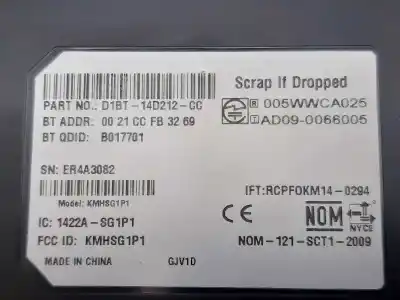 Scrap If Dropped
R 005WWCA025
T AD09-0066005
PART NO.: D1BT-14D212-CC
BT ADDR: 00 21 CC FB 32 69
BT QDID: B017701
SN: ER4A3082
Model: KMHSG1P1
IFT:RCPFOKM14-0294
IC: 1422A-SG1P1
FCC ID: KMHSG1P1
CE
NOM
NYCE
NOM-121-SCT1-2009
MADE IN CHINA
GJV1D